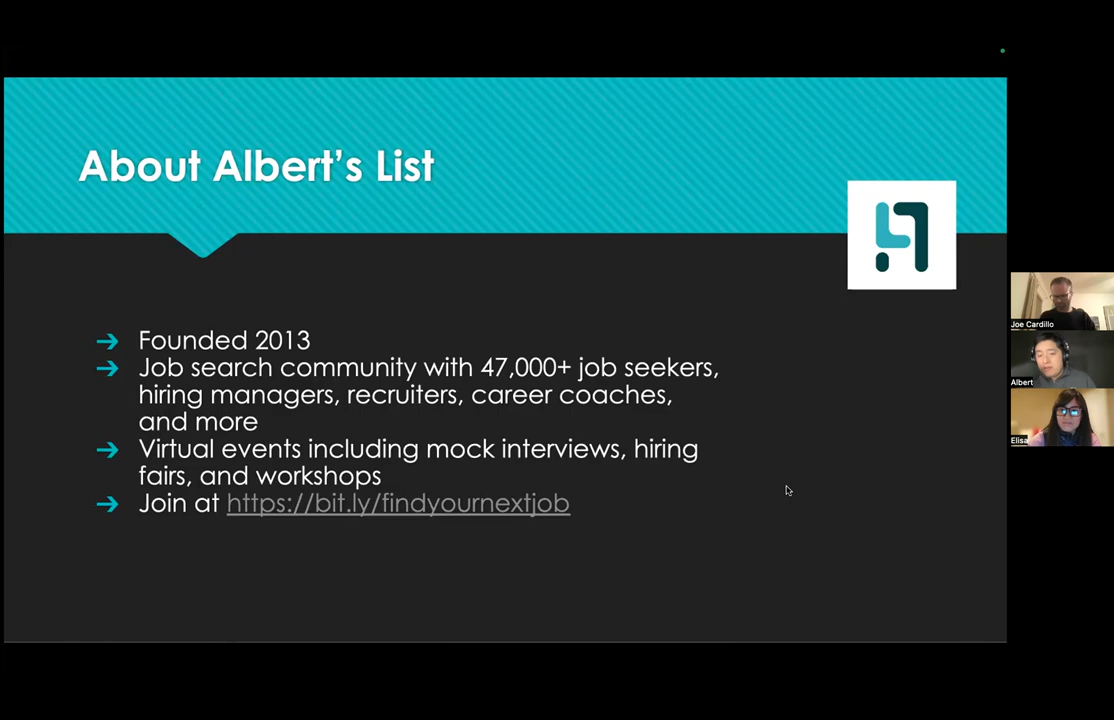 About Albert's List
➔ Founded 2013
➔ Job search community with 47,000+ job seekers,
hiring managers, recruiters, career coaches,
and more
➔ Virtual events including mock interviews, hiring
fairs, and workshops
➔ Join at https://bit.ly/findyournextjob
Joe Cardillo
Albert
Elisa